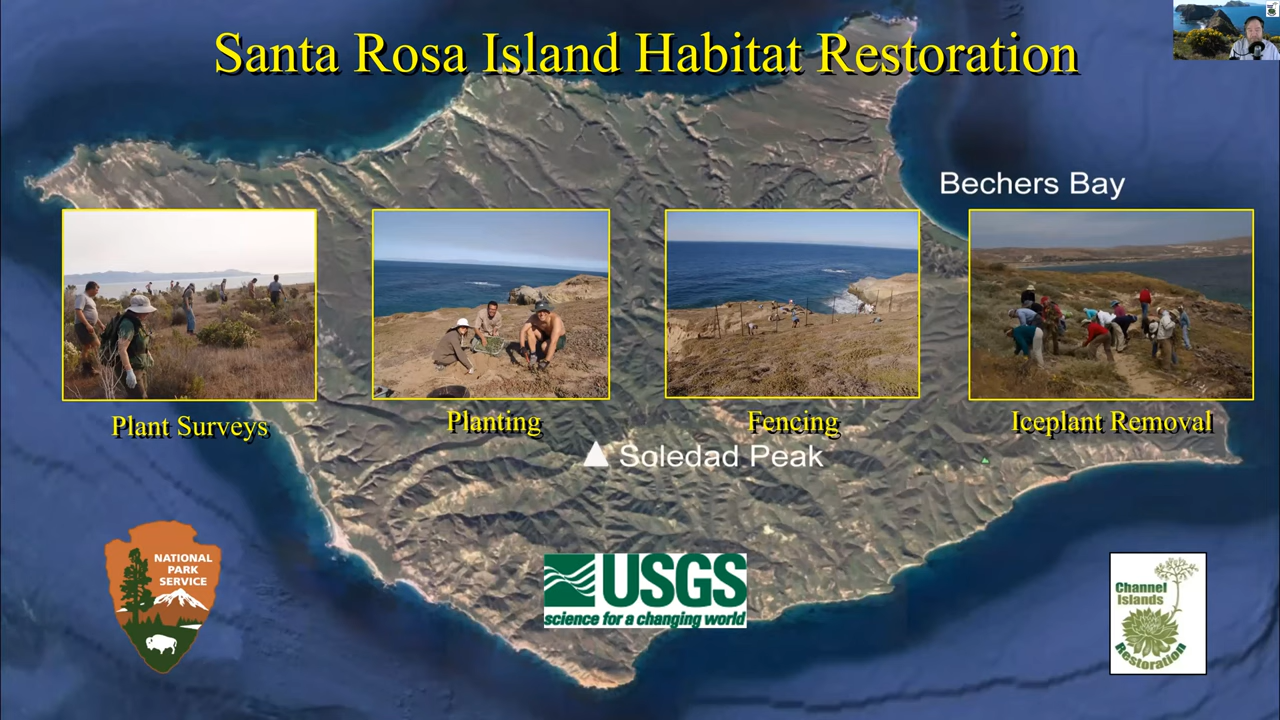 Santa Rosa Island Habitat Restoration
Bechers Bay
Plant Surveys
Planting
Fencing
Iceplant Removal
Soledad Peak
NATIONAL
PARK
SERVICE
USGS
science for a changing world
Channel
Islands
Restoration